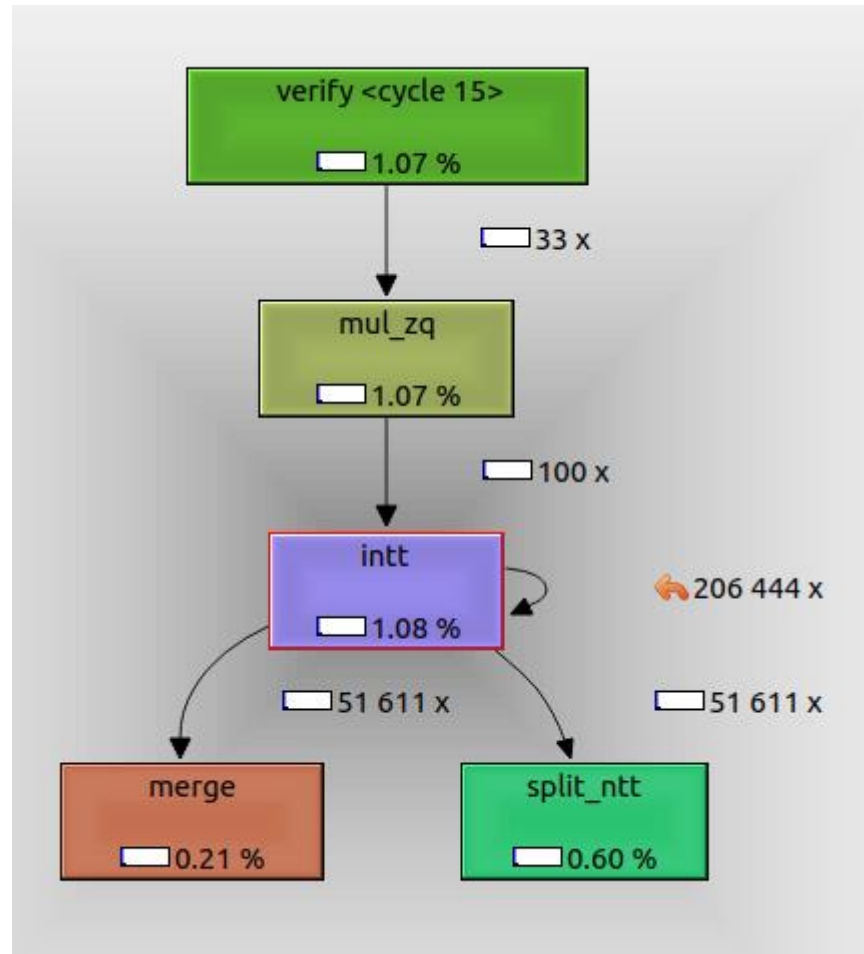 verify <cycle 15>
1.07 %
33 x
mul_zq
1.07 %
100 x
intt
1.08 %
206 444 x
51 611 x
51 611 x
merge
0.21 %
split_ntt
0.60 %